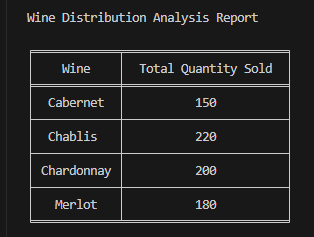 Wine Distribution Analysis Report
Wine Total Quantity Sold
Cabernet 150
Chablis 220
Chardonnay 200
Merlot 180